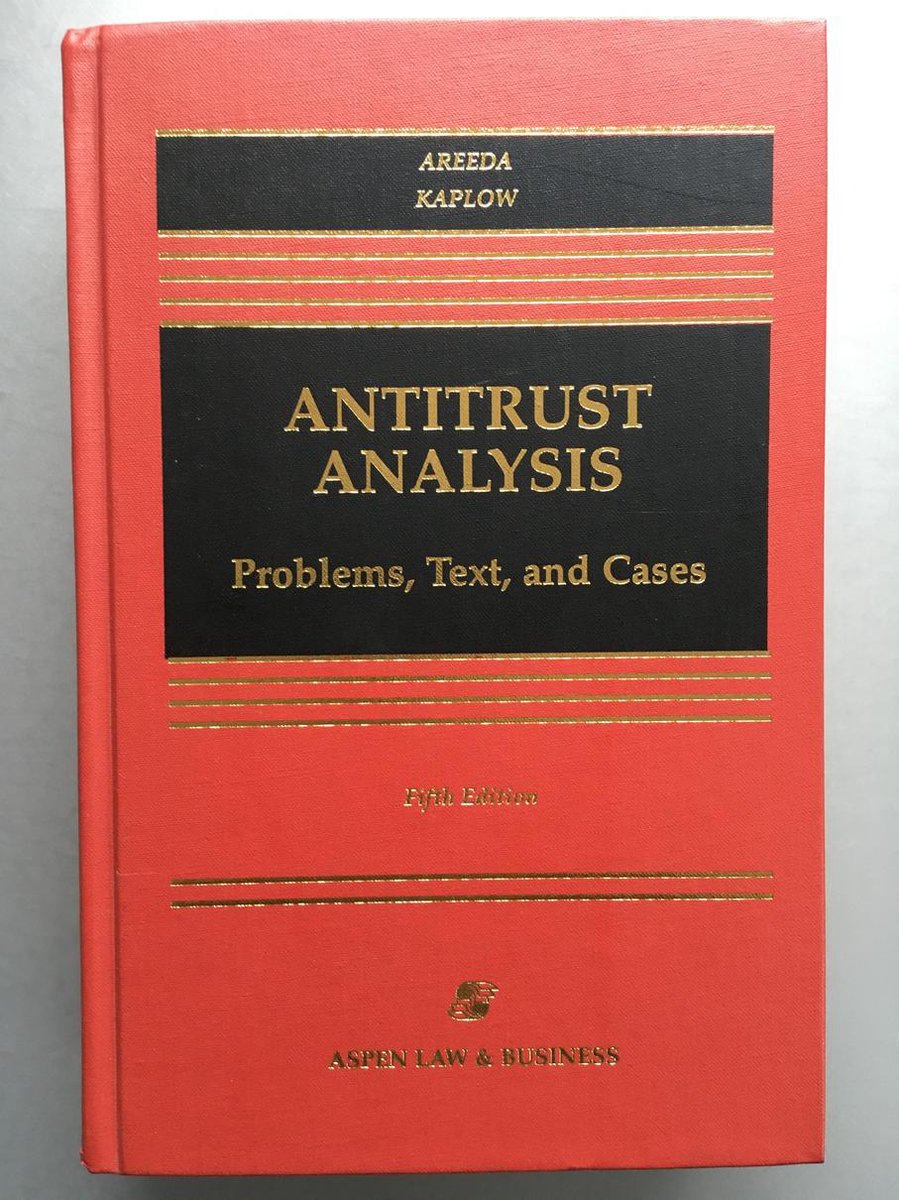 AREEDA
KAPLOW
ANTITRUST
ANALYSIS
Problems, Text, and Cases
Fifth Edition
ASPEN LAW & BUSINESS